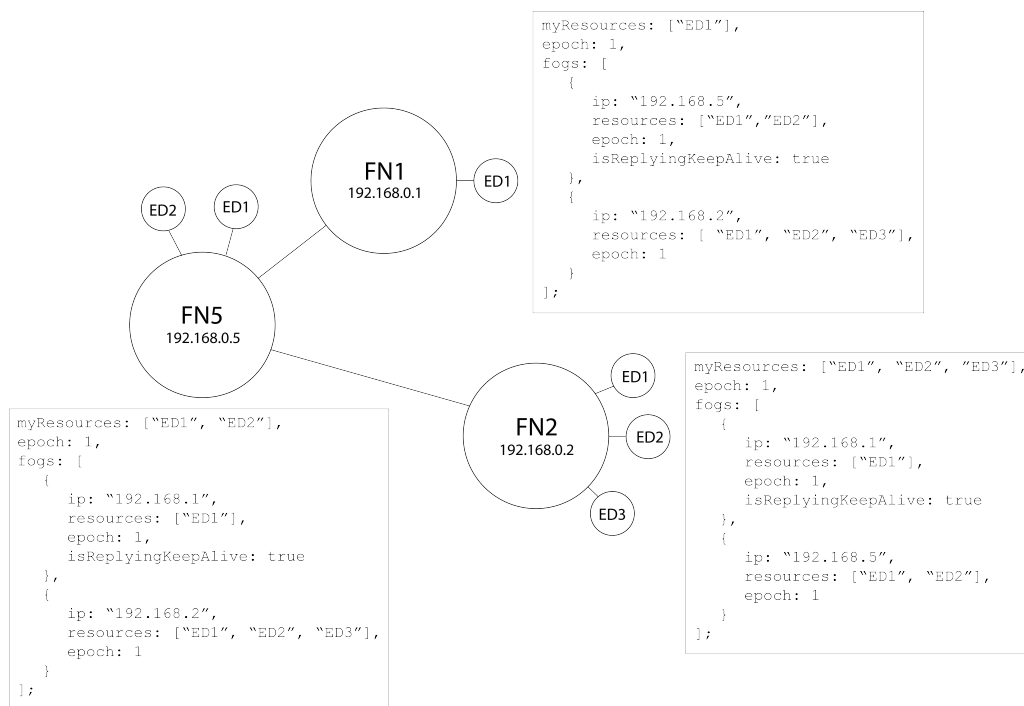 myResources: [“ED1”],
epoch: 1,
fogs: [
{
ip: “192.168.5”,
resources: [“ED1”,”ED2”],
epoch: 1,
isReplyingKeepAlive: true
},
{
ip: “192.168.2”,
resources: [ “ED1”, “ED2”, “ED3”],
epoch: 1
}
];
FN1
192.168.0.1
ED1
ED2
ED1
FN5
192.168.0.5
FN2
192.168.0.2
ED1
ED2
ED3
myResources: [“ED1”, “ED2”, ”ED3”],
epoch: 1,
fogs: [
{
ip: “192.168.1”,
resources: [“ED1”],
epoch: 1,
isReplyingKeepAlive: true
},
{
ip: “192.168.5”,
resources: [“ED1”, “ED2”],
epoch: 1
}
];
myResources: [“ED1”, “ED2”],
epoch: 1,
fogs: [
{
ip: “192.168.1”,
resources: [“ED1”],
epoch: 1,
isReplyingKeepAlive: true
},
{
ip: “192.168.2”,
resources: [“ED1”, “ED2”, “ED3”],
epoch: 1
}
];